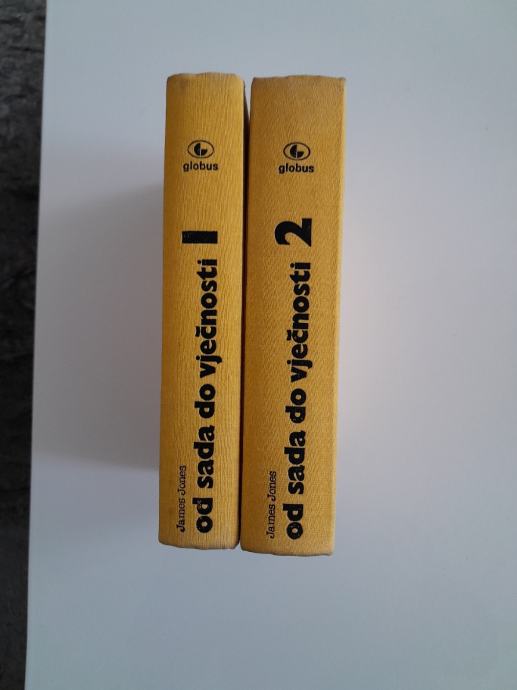 globus
James Jones
od sada do vječnosti 1
globus
James Jones
od sada do vječnosti 2